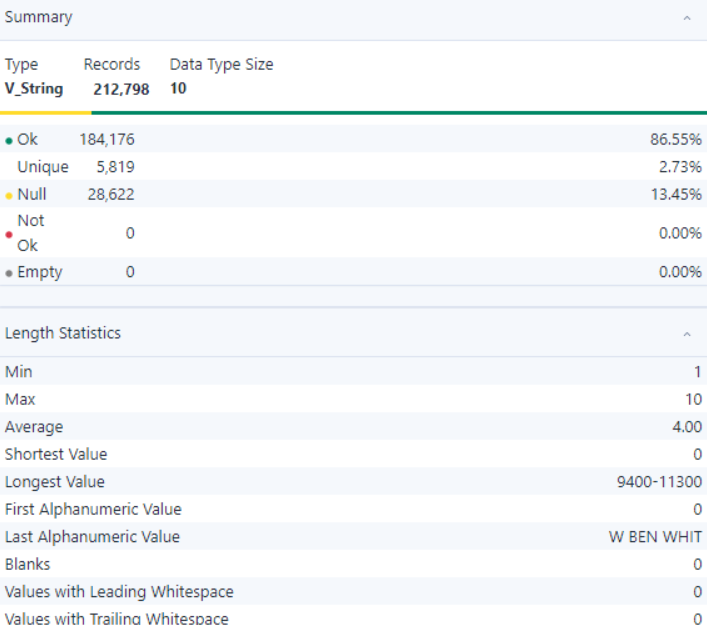 Summary
Type Records Data Type Size
V_String 212,798 10
Ok 184,176 86.55%
Unique 5,819 2.73%
Null 28,622 13.45%
Not
Ok 0 0.00%
Empty 0 0.00%
Length Statistics
Min 1
Max 10
Average 4.00
Shortest Value 0
Longest Value 9400-11300
First Alphanumeric Value 0
Last Alphanumeric Value W BEN WHIT
Blanks 0
Values with Leading Whitespace 0
Values with Trailing Whitespace 0